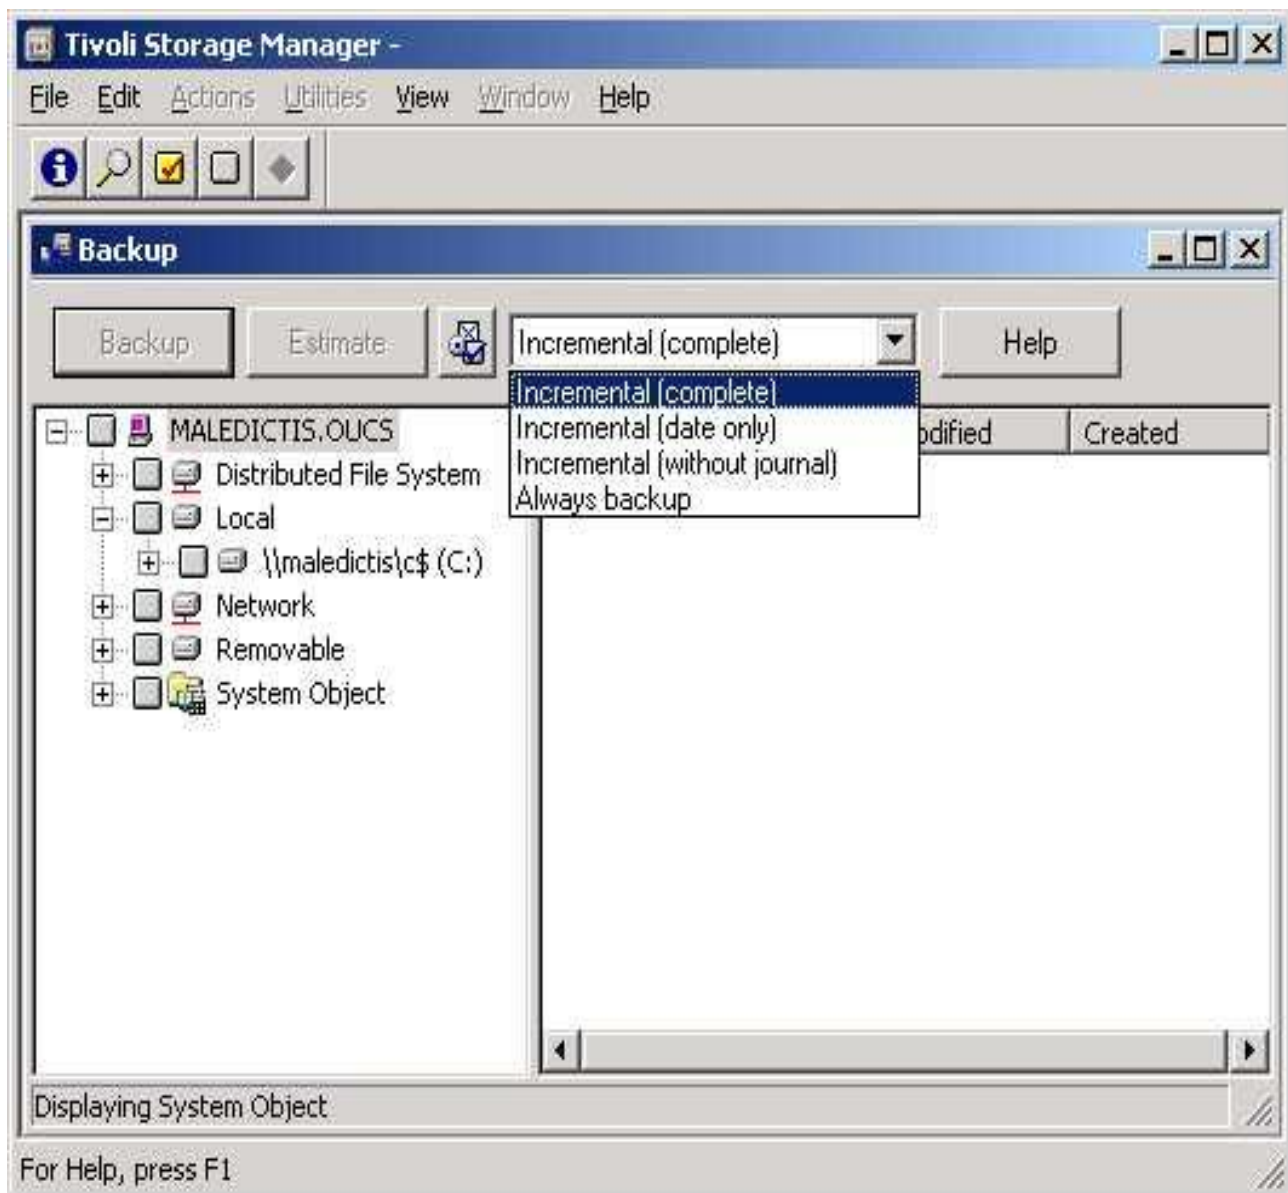 Tivoli Storage Manager -
File Edit Actions Utilities View Window Help
Backup
Backup Estimate Incremental (complete) Help
Incremental (complete)
Incremental (date only)
Incremental (without journal)
Always backup
odified Created
MALEDICTIS.OUCS
Distributed File System
Local
\\maledictis\c$ (C:)
Network
Removable
System Object
Displaying System Object
For Help, press F1